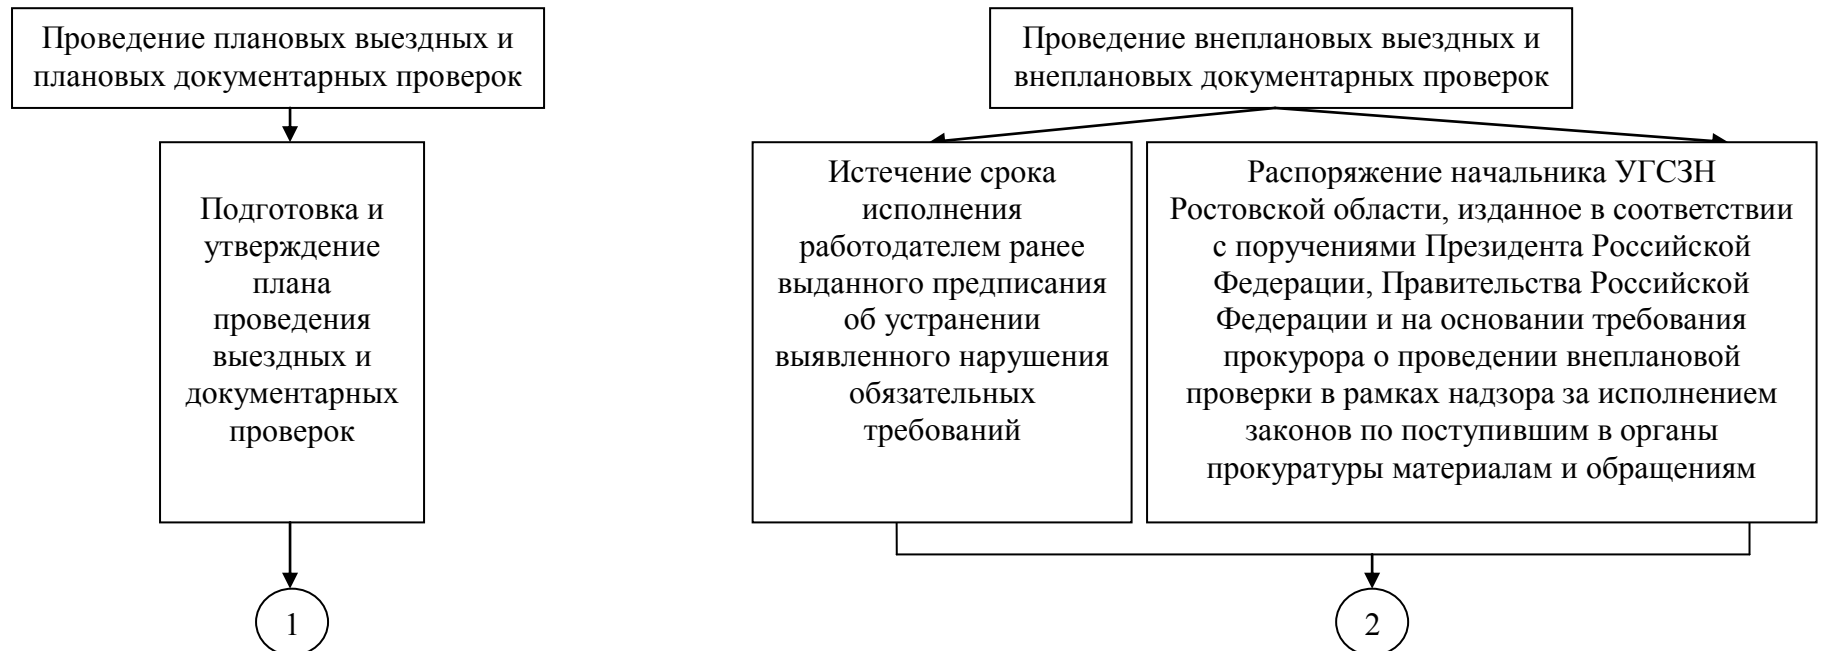 Проведение плановых выездных и
плановых документарных проверок
Проведение внеплановых выездных и
внеплановых документарных проверок
Подготовка и
утверждение
плана
проведения
выездных и
документарных
проверок
Истечение срока
исполнения
работодателем ранее
выданного предписания
об устранении
выявленного нарушения
обязательных
требований
Распоряжение начальника УГСЗН
Ростовской области, изданное в соответствии
с поручениями Президента Российской
Федерации, Правительства Российской
Федерации и на основании требования
прокурора о проведении внеплановой
проверки в рамках надзора за исполнением
законов по поступившим в органы
прокуратуры материалам и обращениям
1
2